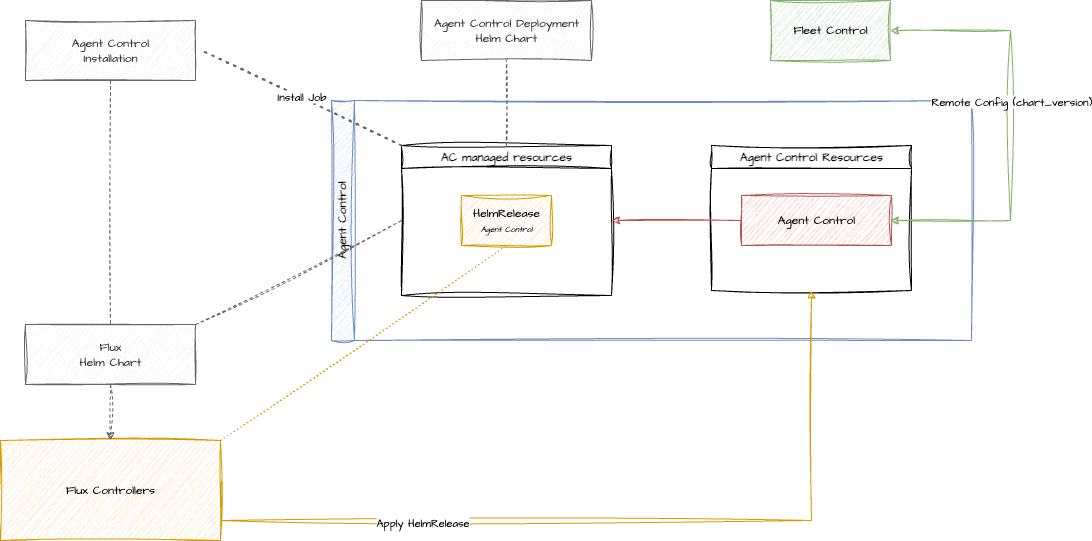 Agent Control
Installation
Agent Control Deployment
Helm Chart
Fleet Control
Install Job
Remote Config (chart_version)
Agent Control
AC managed resources
Agent Control Resources
HelmRelease
Agent Control
Agent Control
Flux
Helm Chart
Flux Controllers
Apply HelmRelease